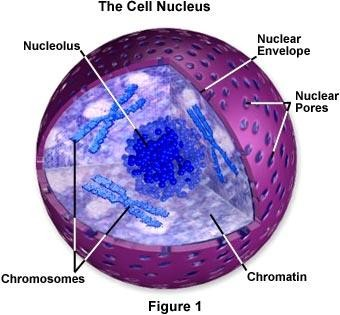 The Cell Nucleus
Nucleolus
Nuclear
Envelope
Nuclear
Pores
Chromosomes
Chromatin
Figure 1